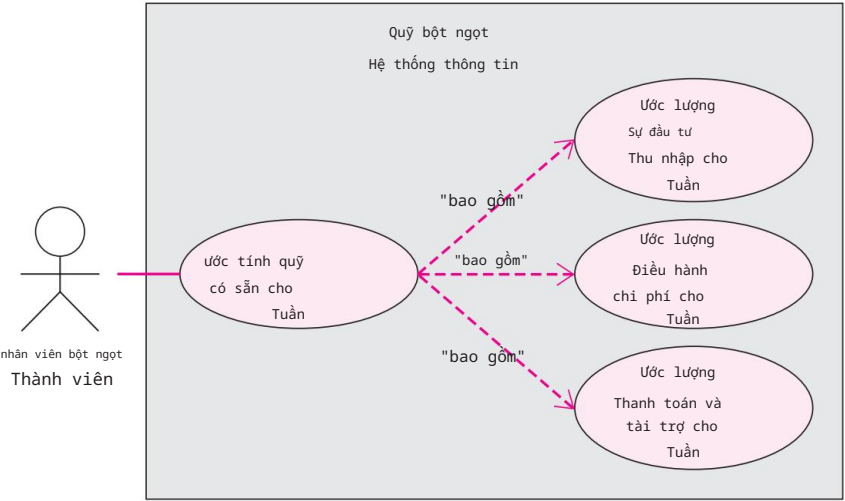 Quỹ bột ngọt
Hệ thống thông tin
Ước lượng
Sự đầu tư
Thu nhập cho
Tuần
"bao gồm"
ước tính quỹ
có sẵn cho
Tuần
"bao gồm"
Ước lượng
Điều hành
chi phí cho
Tuần
"bao gồm"
Ước lượng
Thanh toán và
tài trợ cho
Tuần
nhân viên bột ngọt
Thành viên